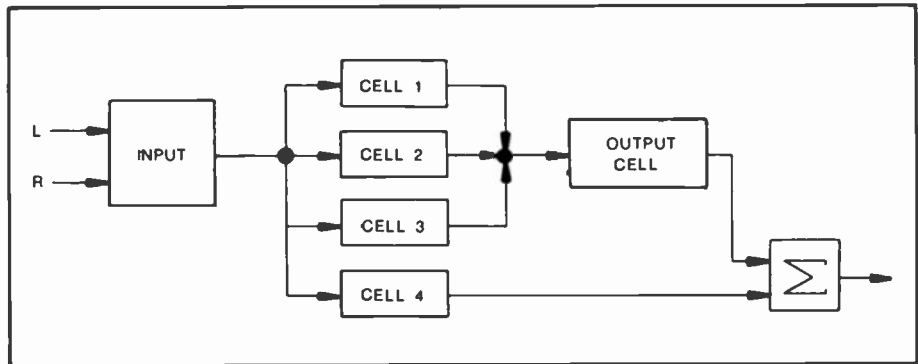 L
R
INPUT
CELL 1
CELL 2
CELL 3
CELL 4
OUTPUT
CELL
Σ